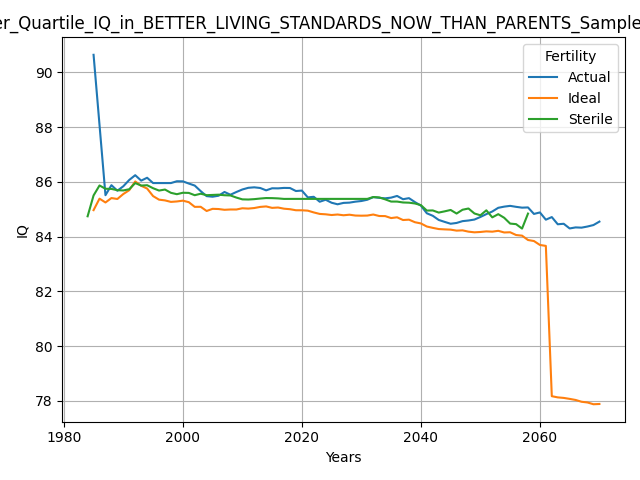 er_Quartile_IQ_in_BETTER_LIVING_STANDARDS_NOW_THAN_PARENTS_Sample
Fertility
Actual
Ideal
Sterile
90
88
86
84
82
80
78
IQ
1980
2000
2020
2040
2060
Years